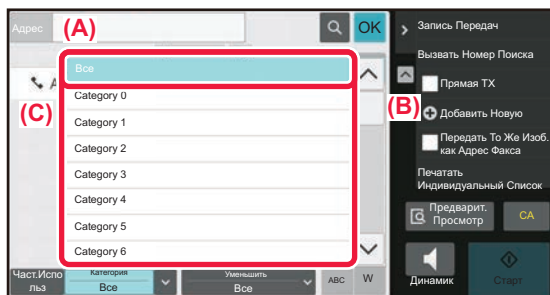 Адрес
(A)
OK
Запись Передач
Вызвать Номер Поиска
Прямая TX
(B)
Добавить Новую
Передать То Же Изоб.
как Адрес Факса
Печатать
Индивидуальный Список
Предварит.
Просмотр
CA
Динамик
Старт
(C)
Все
Category 0
Category 1
Category 2
Category 3
Category 4
Category 5
Category 6
Част.Испо
льз
Категория
Все
Уменьшить
Все
ABC
W